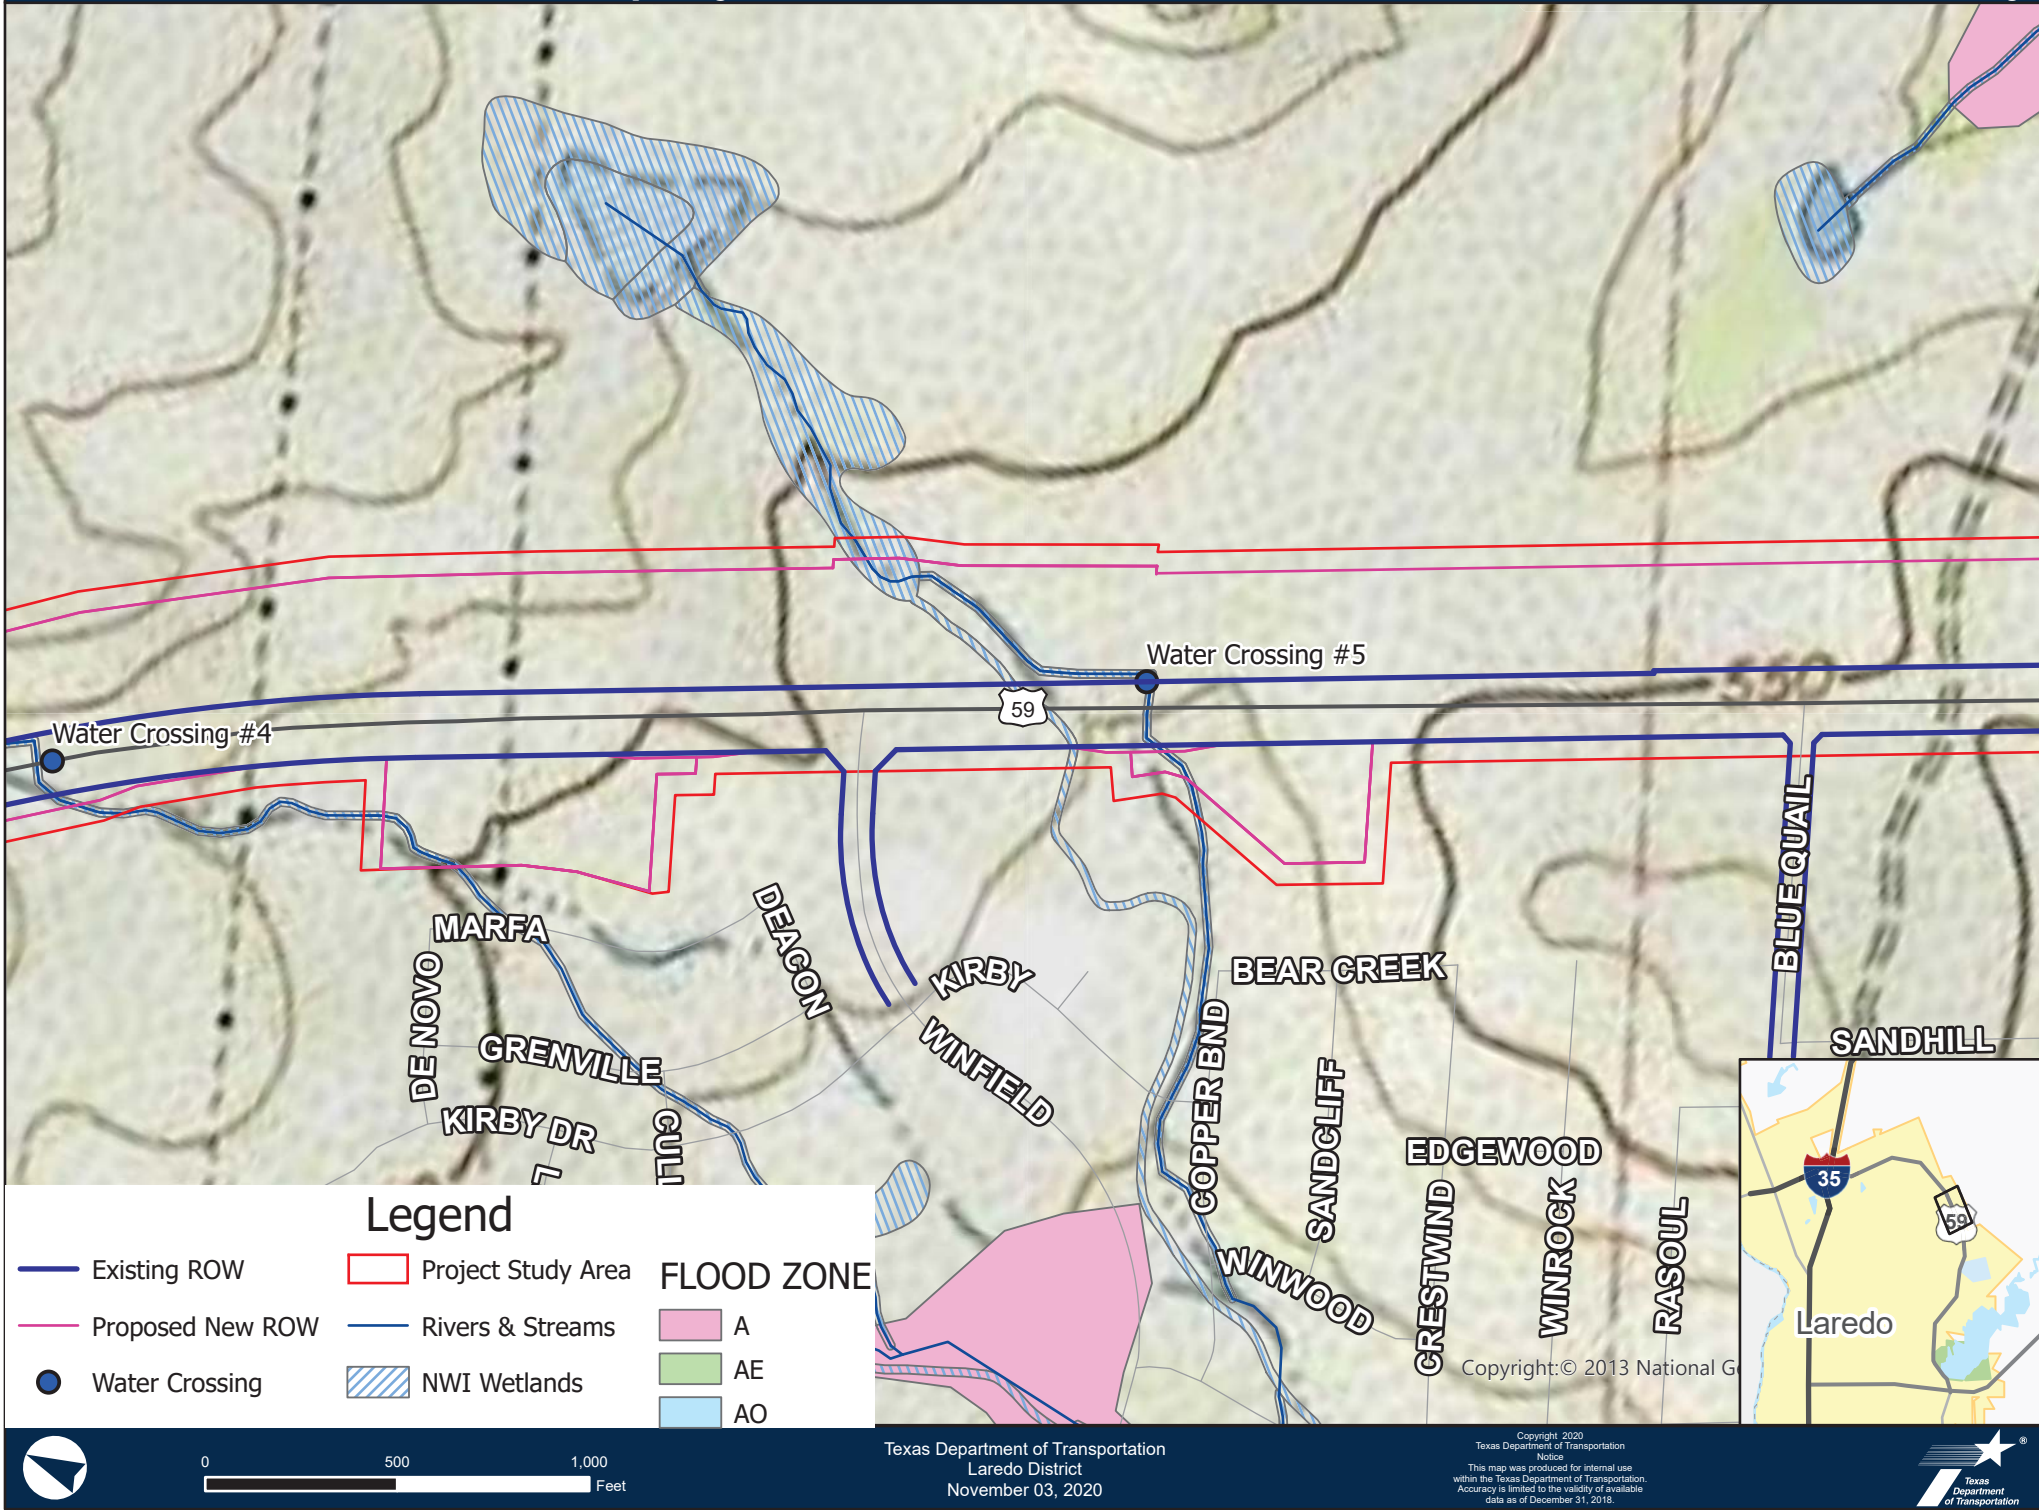 Water Crossing #5
59
Water Crossing #4
MARFA
DE NOVO
DEACON
KIRBY
BEAR CREEK
BLUE QUAIL
GRENVILLE
WINFIELD
COPPER BND
SANDCLIFF
SANDHILL
KIRBY DR
EDGEWOOD
CRESTWIND
WINROCK
RASOUL
WINWOOD
Copyright:© 2013 National G
35
59
Laredo
Legend
Existing ROW
Proposed New ROW
Water Crossing
Project Study Area
Rivers & Streams
NWI Wetlands
FLOOD ZONE
A
AE
AO
0 500 1,000
Feet
Texas Department of Transportation
Laredo District
November 03, 2020
Copyright 2020
Texas Department of Transportation
Notice
This map was produced for internal use
within the Texas Department of Transportation.
Accuracy is limited to the validity of available
data as of December 31, 2018.
®
Texas
Department
of Transportation